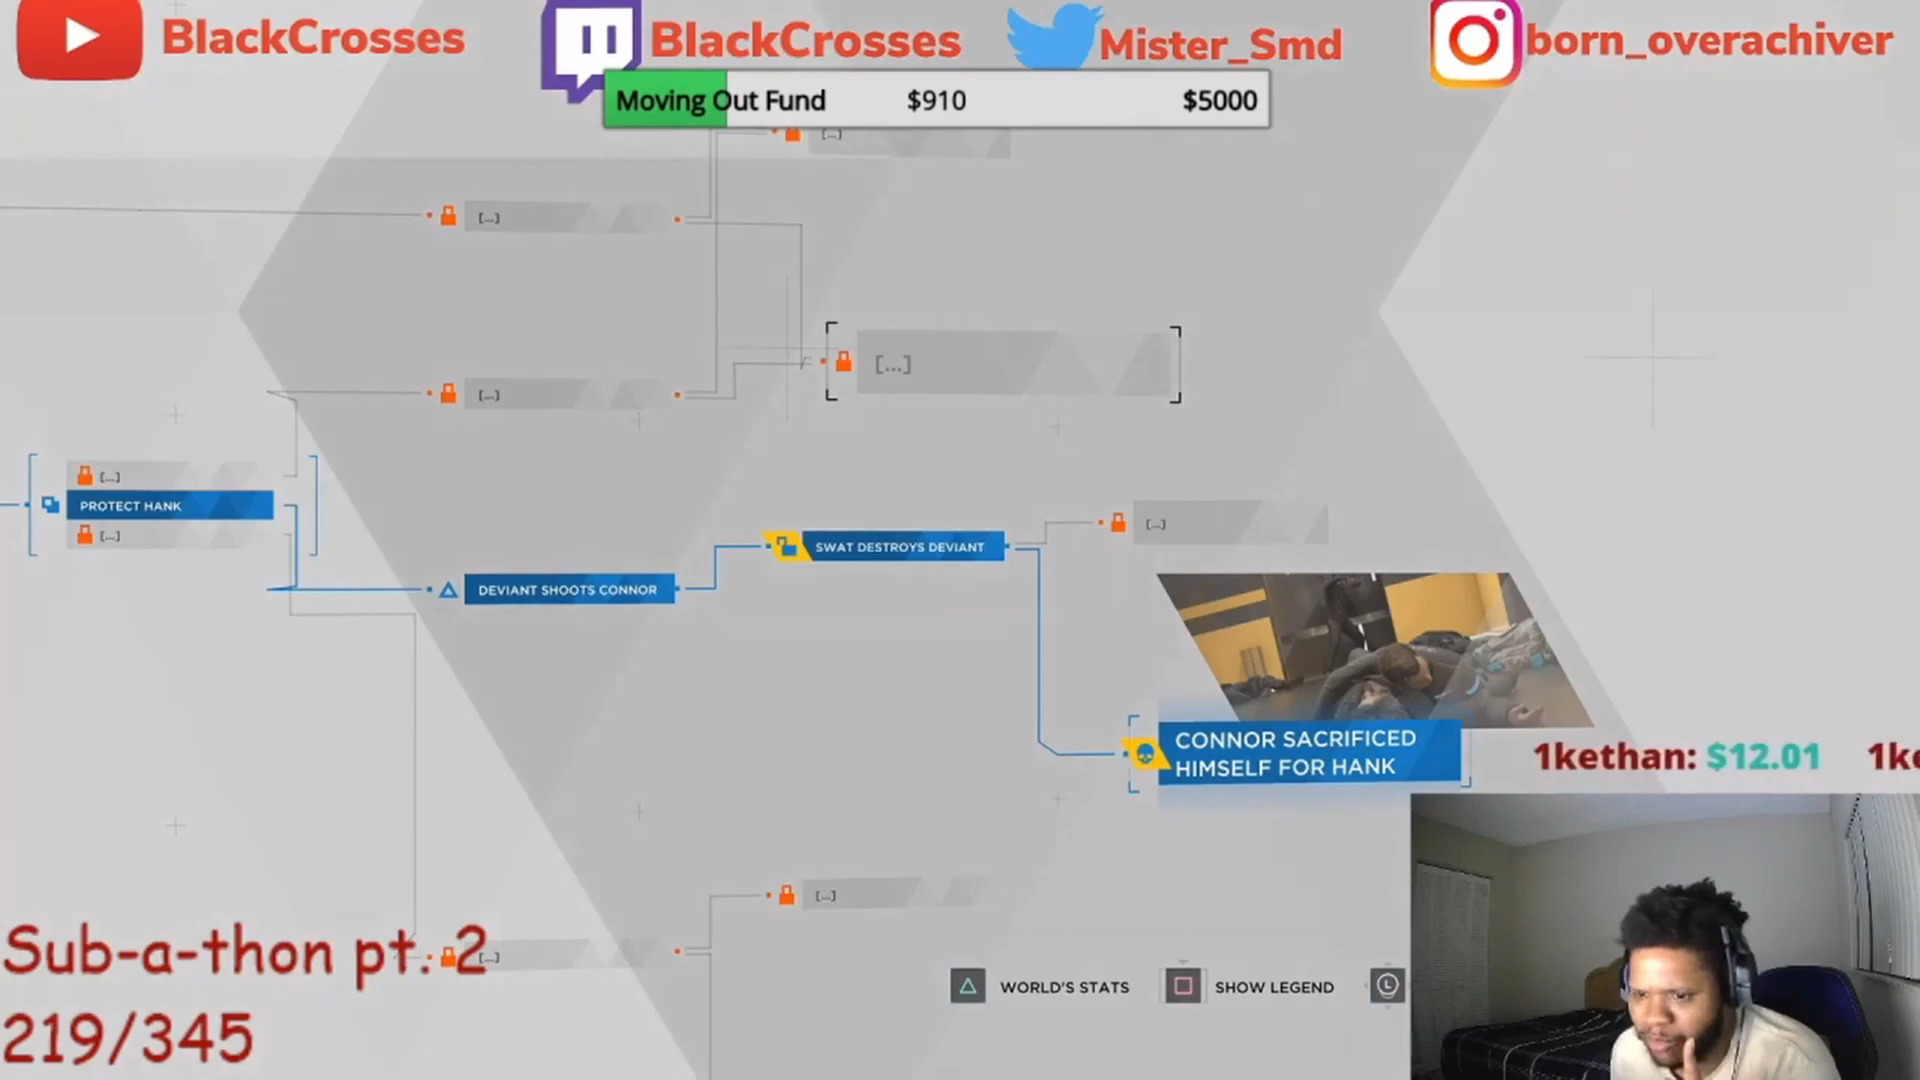 BlackCrosses
BlackCrosses
Mister_Smd
born_overachiver
Moving Out Fund $910 $5000
[...]
[...]
[...]
[...]
[...]
PROTECT HANK
[...]
[...]
SWAT DESTROYS DEVIANT
DEVIANT SHOOTS CONNOR
CONNOR SACRIFICED
HIMSELF FOR HANK
1kethan: $12.01 1ke
[...]
Sub-a-thon pt. 2
[...]
219/345
WORLD'S STATS
SHOW LEGEND
L